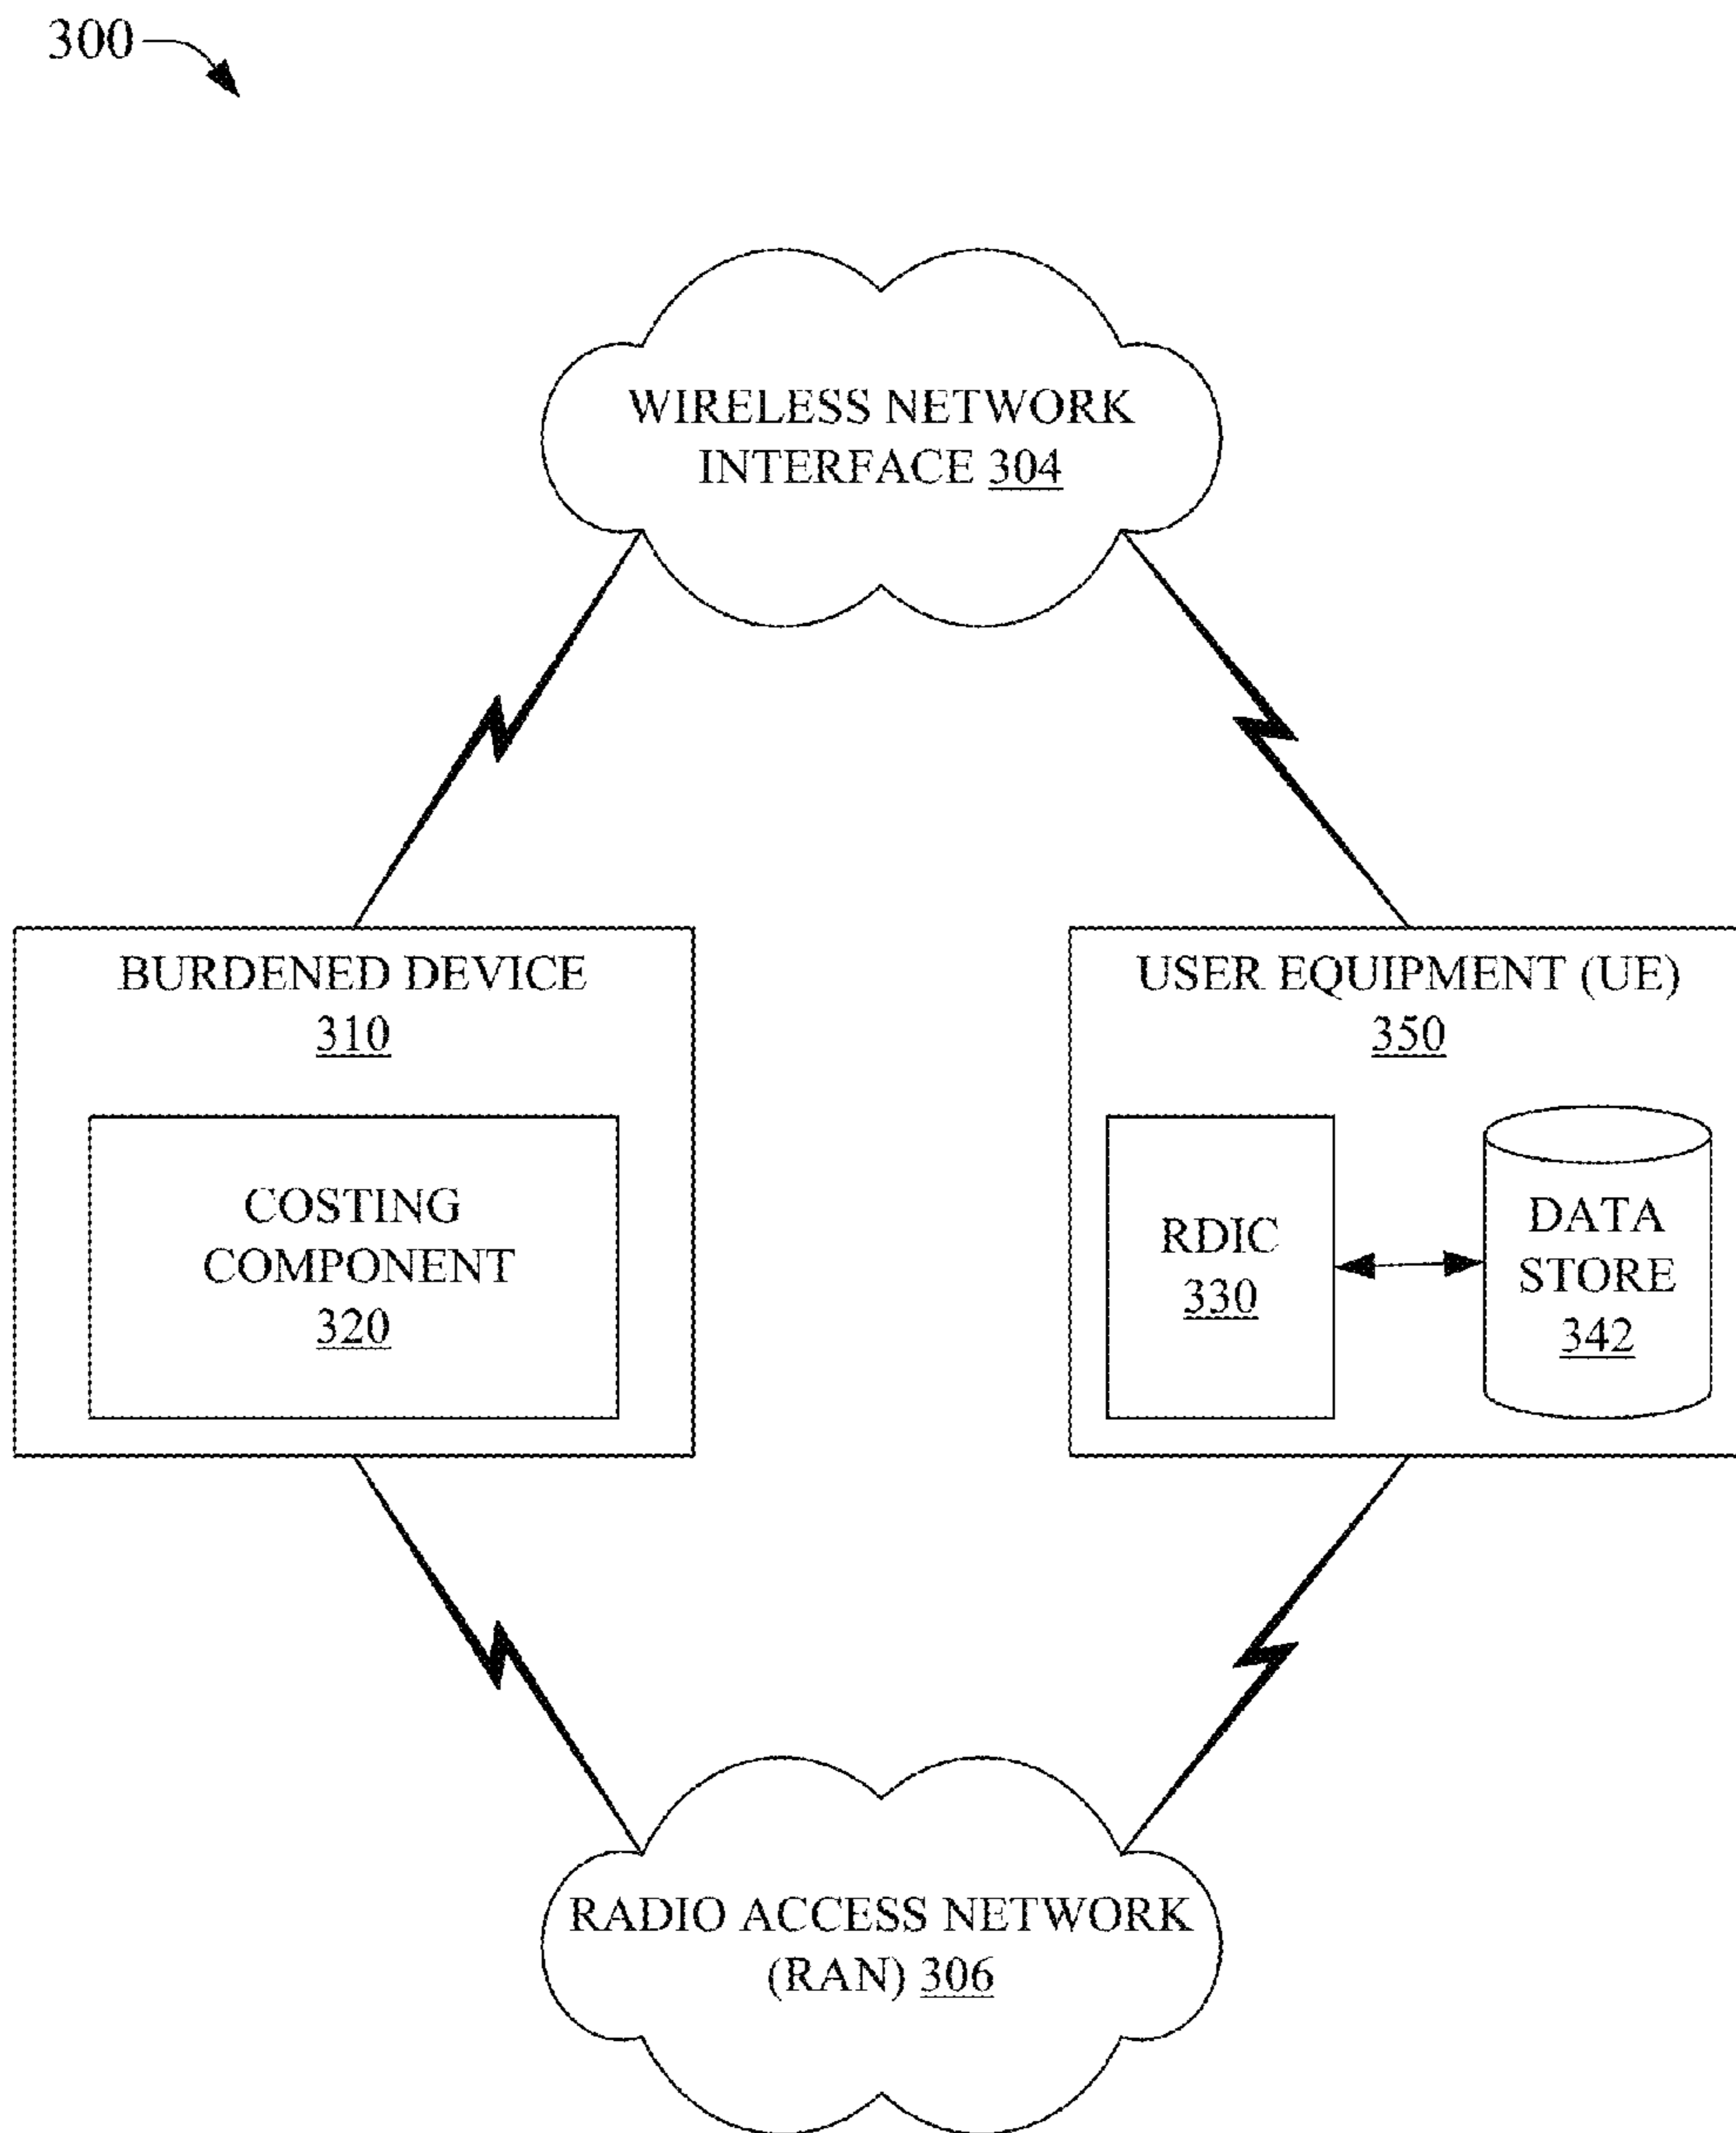 300
WIRELESS NETWORK
INTERFACE 304
BURDENED DEVICE
310
COSTING
COMPONENT
320
USER EQUIPMENT (UE)
350
RDIC
330
DATA
STORE
342
RADIO ACCESS NETWORK
(RAN) 306